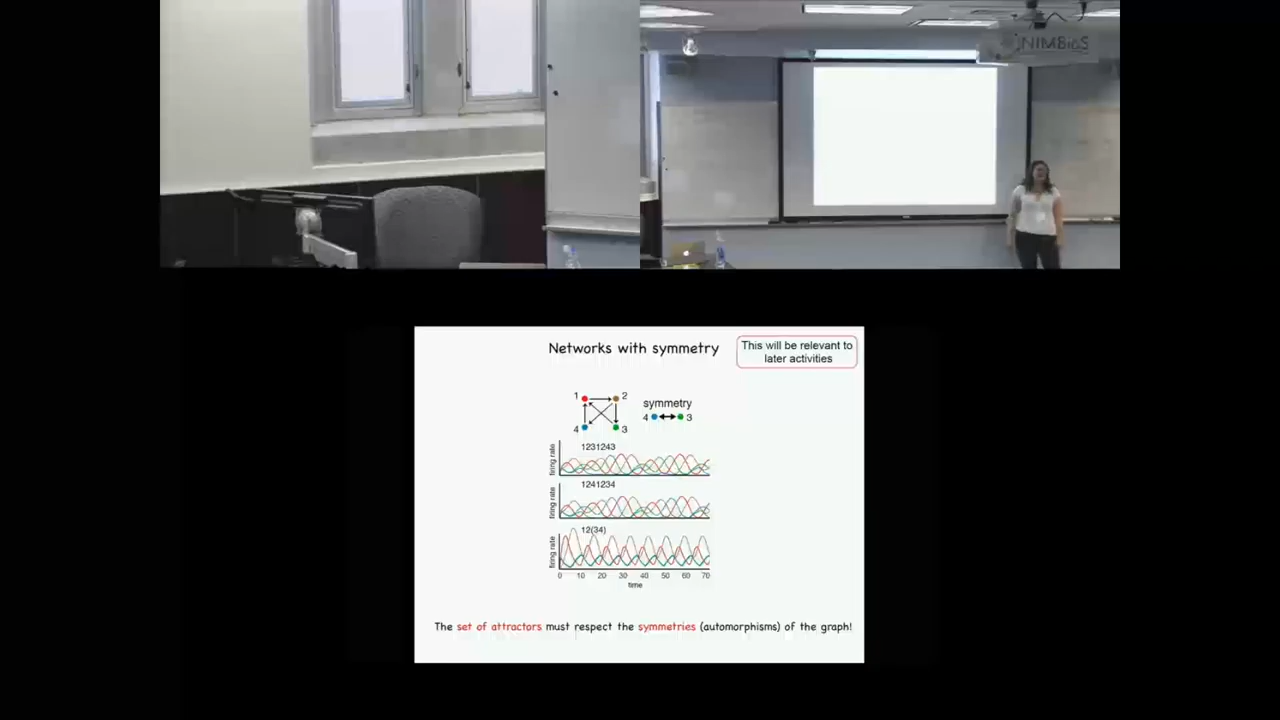 NIMBioS
Networks with symmetry
This will be relevant to
later activities
1
2
4
3
symmetry
4
3
firing rate
1231243
firing rate
1241234
firing rate
12(34)
0 10 20 30 40 50 60 70
time
The set of attractors must respect the symmetries (automorphisms) of the graph!